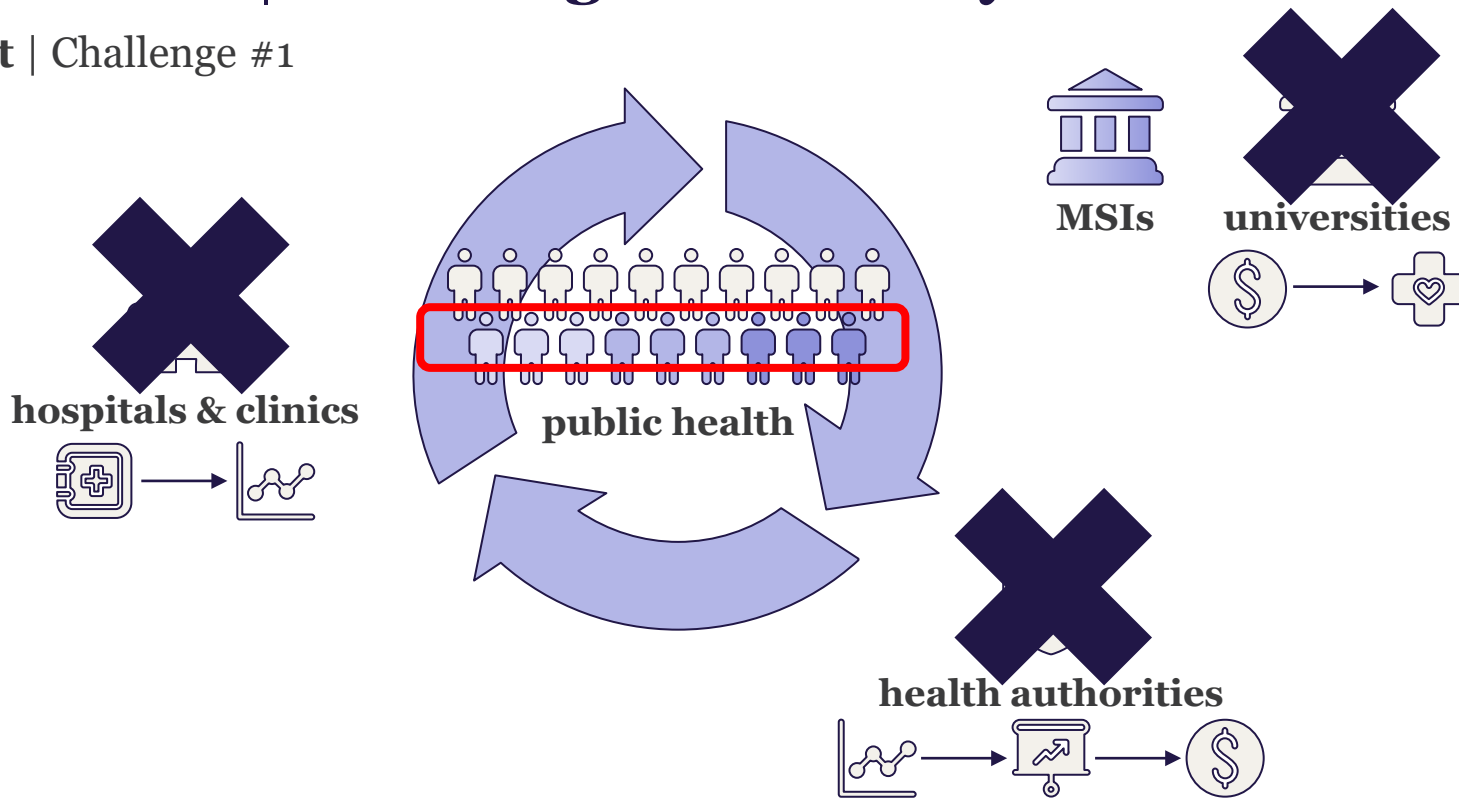 t | Challenge #1
MSIs
universities
hospitals & clinics
public health
health authorities